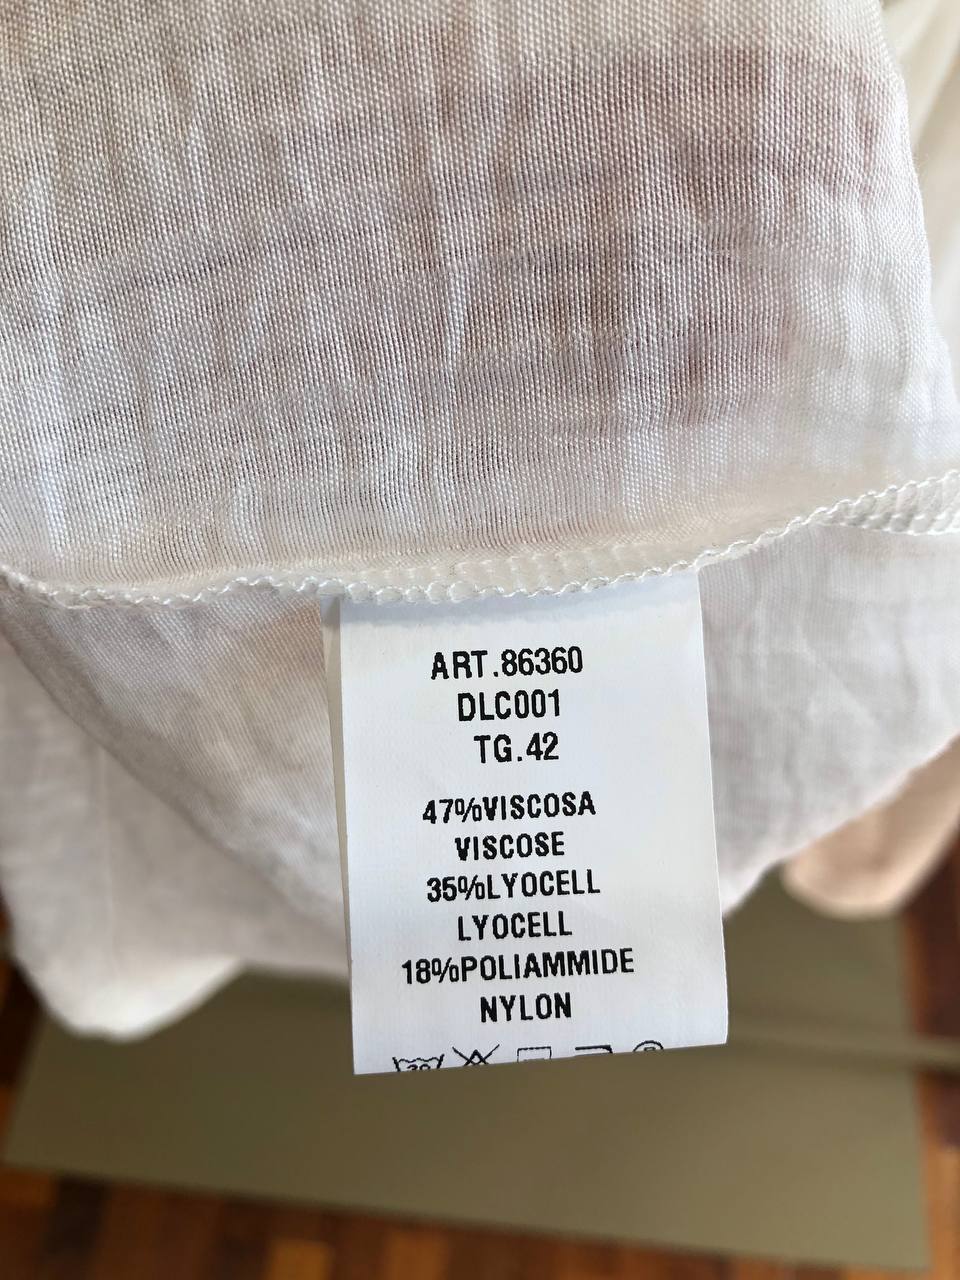 ART.86360
DLC001
TG.42
47%VISCOSA
VISCOSE
35%LYOCELL
LYOCELL
18%POLIAMMIDE
NYLON